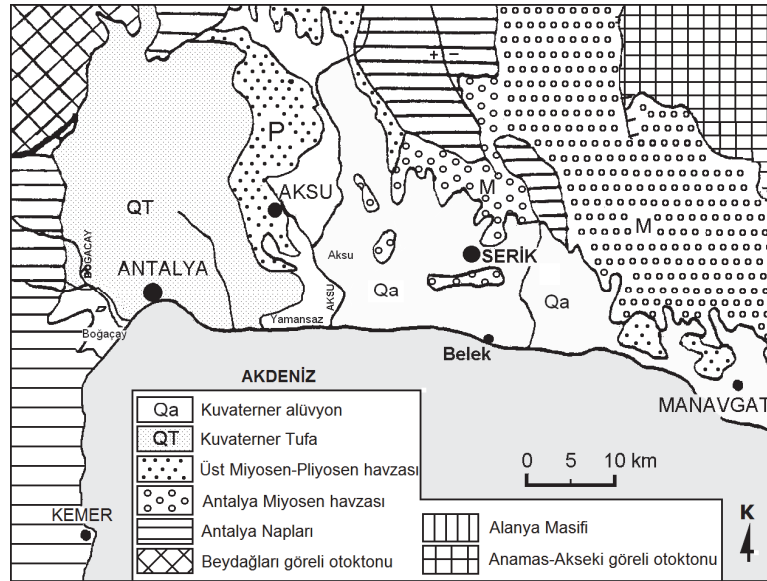 P
AKSU
M
M
QT
ANTALYA
BOĞAÇAY
Boğaçay
Aksu
AKSU
Yamansaz
SERİK
Qa
Qa
Belek
MANAVGAT
AKDENİZ
Qa Kuvaterner alüvyon
QT Kuvaterner Tufa
Üst Miyosen-Pliyosen havzası
Antalya Miyosen havzası
Antalya Napları
Beydağları göreli otoktonu
Alanya Masifi
Anamas-Akseki göreli otoktonu
0 5 10 km
K
KEMER
+ −